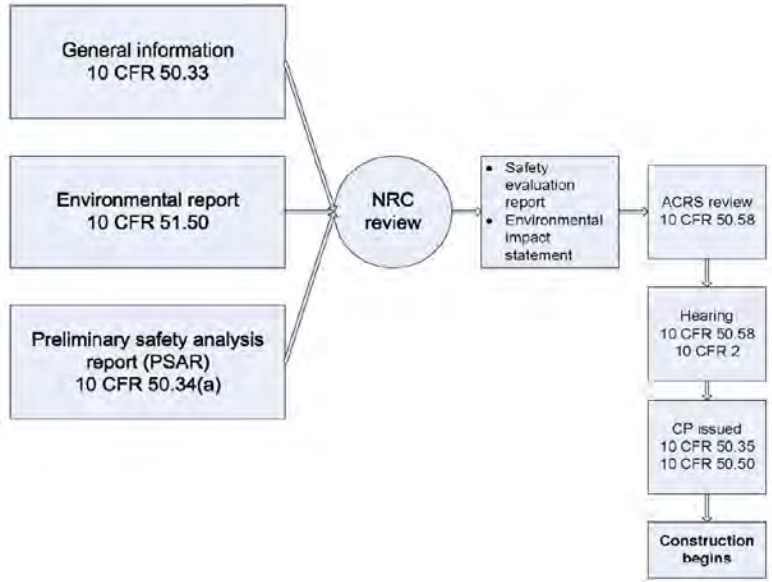 General information
10 CFR 50.33
Environmental report
10 CFR 51.50
Preliminary safety analysis
report (PSAR)
10 CFR 50.34(a)
NRC
review
• Safety
evaluation
report
• Environmental
impact
statement
ACRS review
10 CFR 50.58
Hearing
10 CFR 50.58
10 CFR 2
CP issued
10 CFR 50.35
10 CFR 50.50
Construction
begins